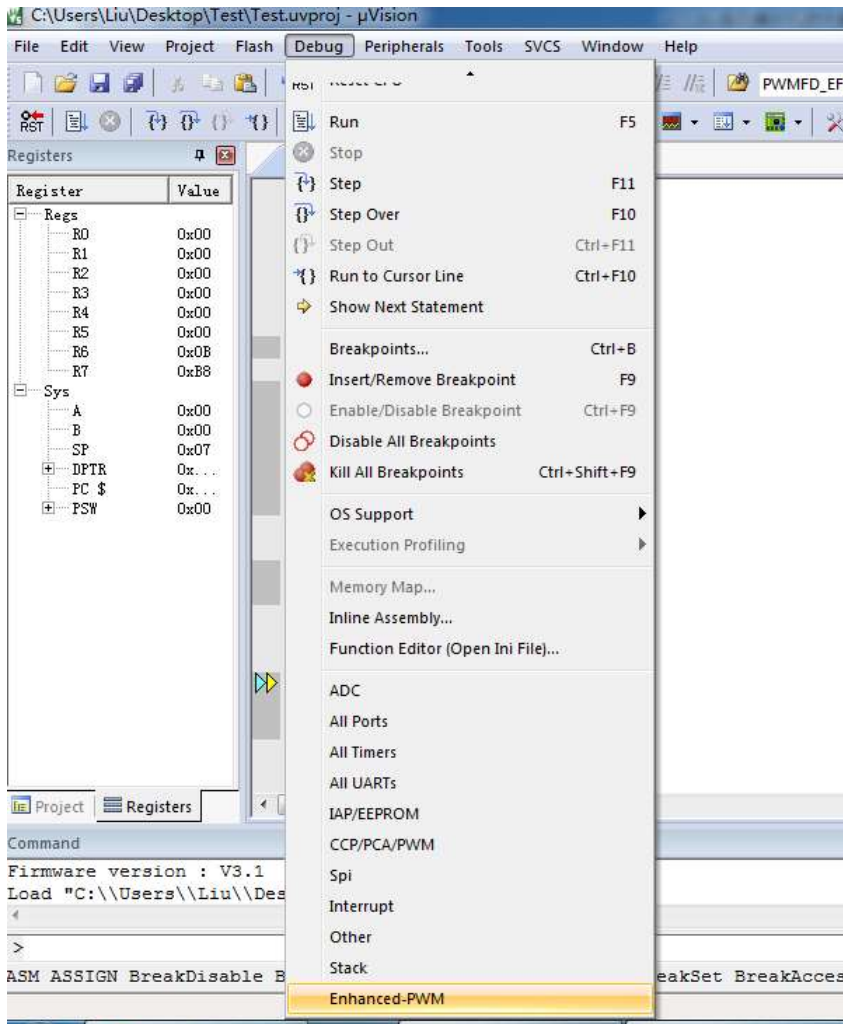 C:\Users\Liu\Desktop\Test\Test.uvproj - µVision
File Edit View Project Flash Debug Peripherals Tools SVCS Window Help
RST
PWMFD_EF
RST
Run F5
Registers
Stop
Register Value
Step F11
Regs
Step Over F10
R0 0x00
R1 0x00
Step Out Ctrl+F11
R2 0x00
Run to Cursor Line Ctrl+F10
R3 0x00
R4 0x00
Show Next Statement
R5 0x00
R6 0x0B
Breakpoints... Ctrl+B
R7 0xB8
Insert/Remove Breakpoint F9
Sys
A 0x00
Enable/Disable Breakpoint Ctrl+F9
B 0x00
Disable All Breakpoints
SP 0x07
DPTR 0x...
Kill All Breakpoints Ctrl+Shift+F9
PC $ 0x...
PSW 0x00
OS Support
Execution Profiling
Memory Map...
Inline Assembly...
Function Editor (Open Ini File)...
ADC
All Ports
All Timers
All UARTs
Project Registers
IAP/EEPROM
Command
CCP/PCA/PWM
Firmware version : V3.1
Spi
Load "C:\\Users\\Liu\\Des
Interrupt
>
Other
ASM ASSIGN BreakDisable B eakSet BreakAcces
Stack
Enhanced-PWM